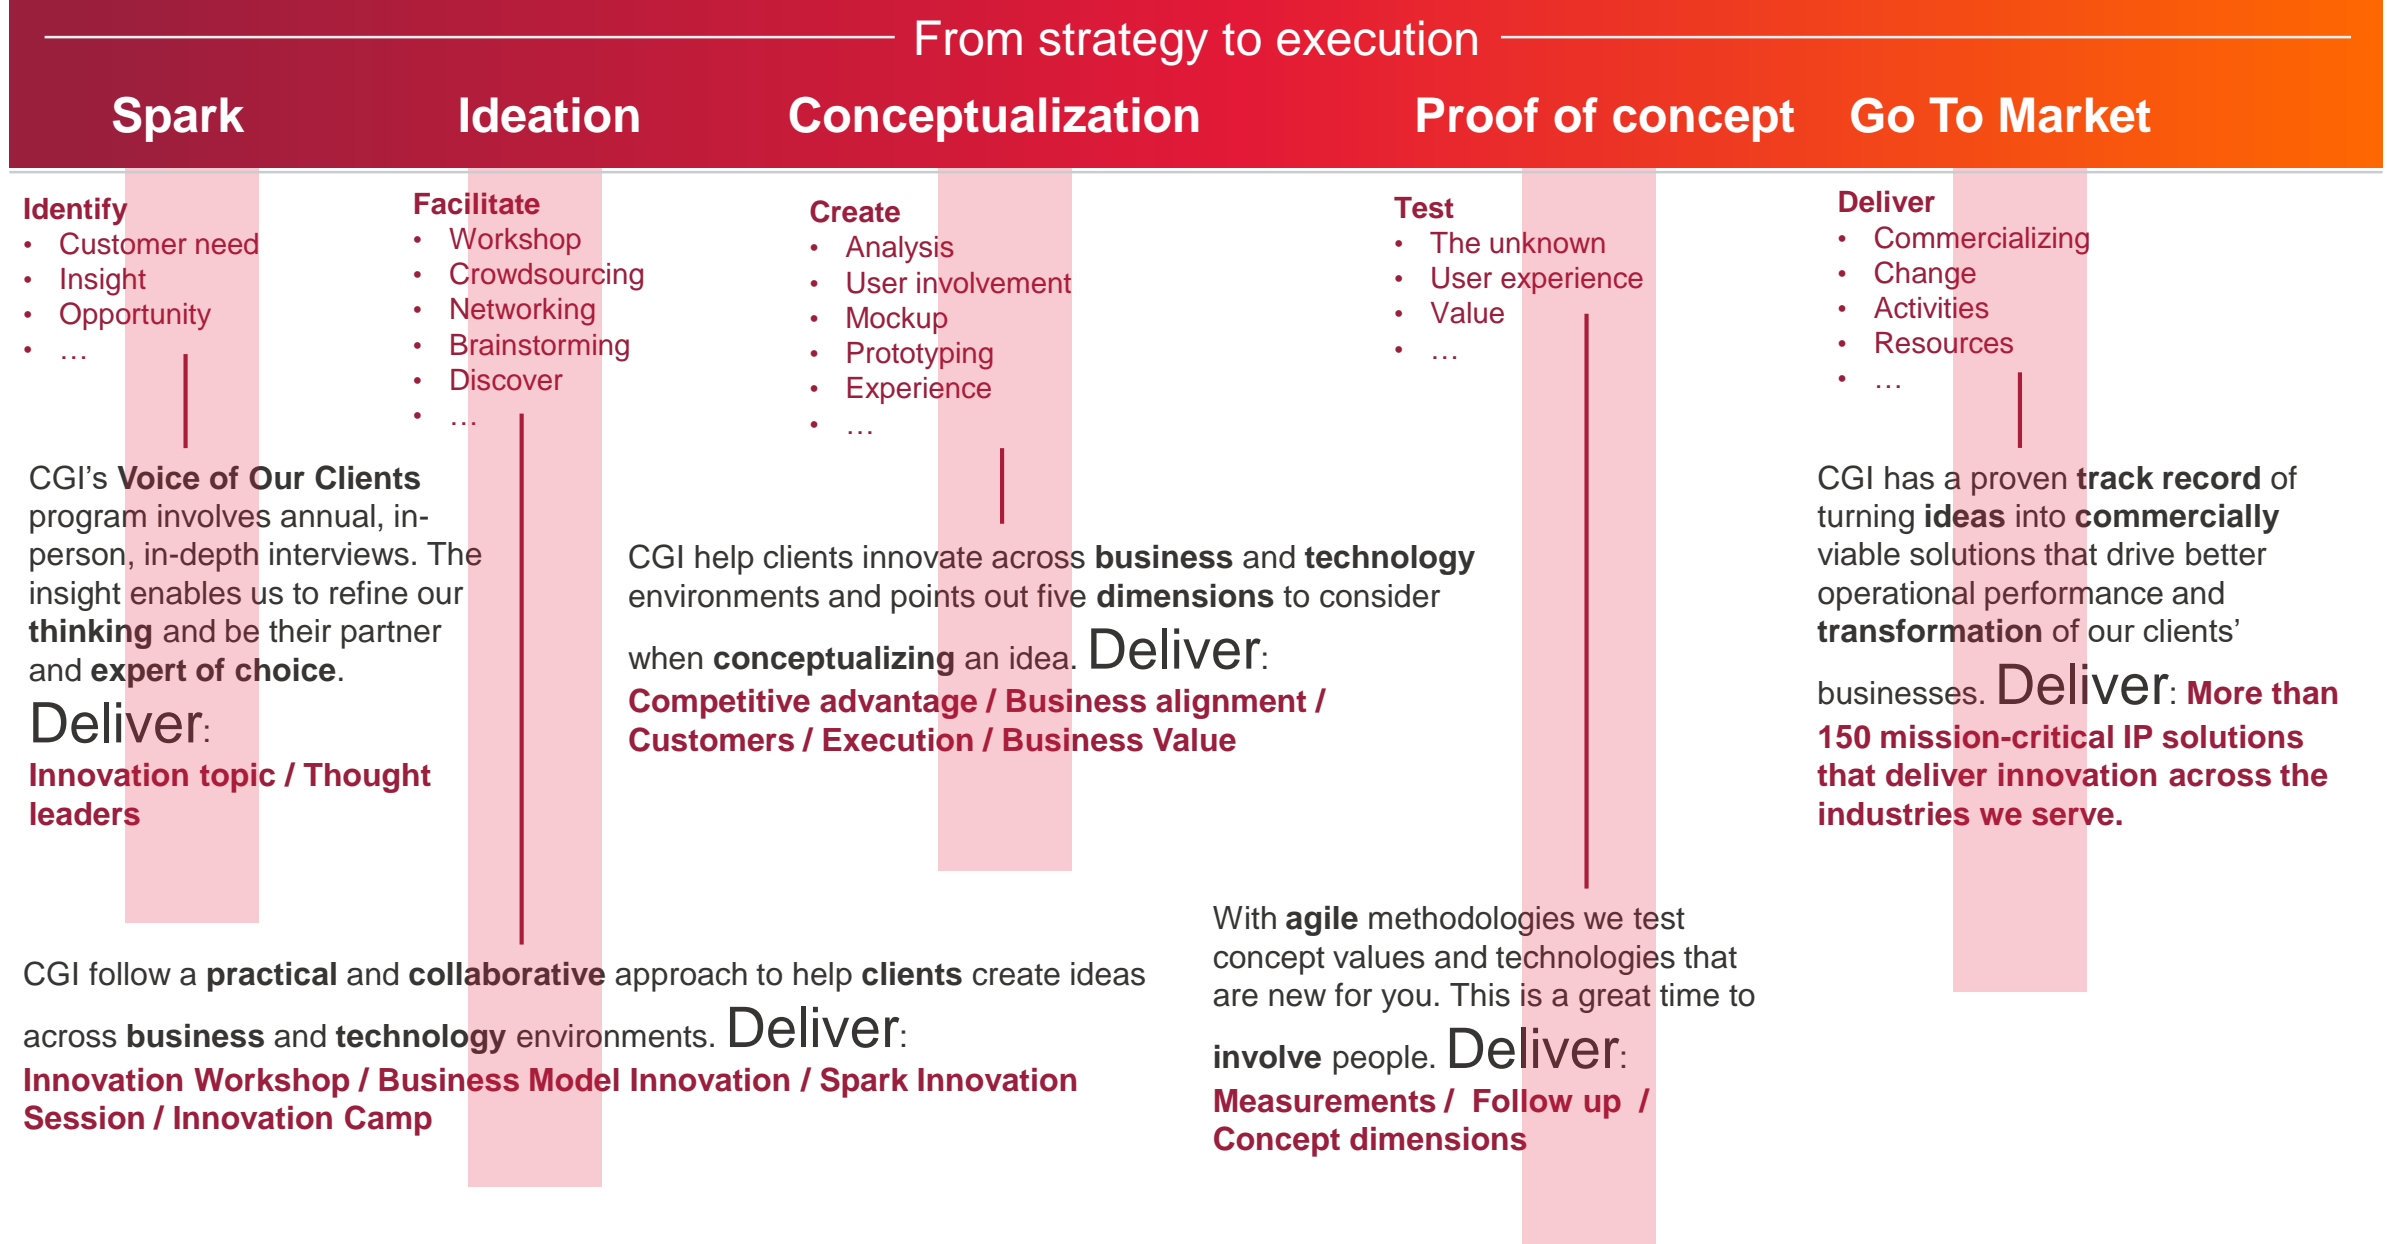 From strategy to execution
Spark
Ideation
Conceptualization
Proof of concept
Go To Market
Identify
• Customer need
• Insight
• Opportunity
• …
Facilitate
• Workshop
• Crowdsourcing
• Networking
• Brainstorming
• Discover
• …
Create
• Analysis
• User involvement
• Mockup
• Prototyping
• Experience
• …
Test
• The unknown
• User experience
• Value
• …
Deliver
• Commercializing
• Change
• Activities
• Resources
• …
CGI’s Voice of Our Clients
program involves annual, in-
person, in-depth interviews. The
insight enables us to refine our
thinking and be their partner
and expert of choice.
Deliver:
Innovation topic / Thought
leaders
CGI follow a practical and collaborative approach to help clients create ideas
across business and technology environments. Deliver:
Innovation Workshop / Business Model Innovation / Spark Innovation
Session / Innovation Camp
CGI help clients innovate across business and technology
environments and points out five dimensions to consider
when conceptualizing an idea. Deliver:
Competitive advantage / Business alignment /
Customers / Execution / Business Value
With agile methodologies we test
concept values and technologies that
are new for you. This is a great time to
involve people. Deliver:
Measurements / Follow up /
Concept dimensions
CGI has a proven track record of
turning ideas into commercially
viable solutions that drive better
operational performance and
transformation of our clients’
businesses. Deliver: More than
150 mission-critical IP solutions
that deliver innovation across the
industries we serve.